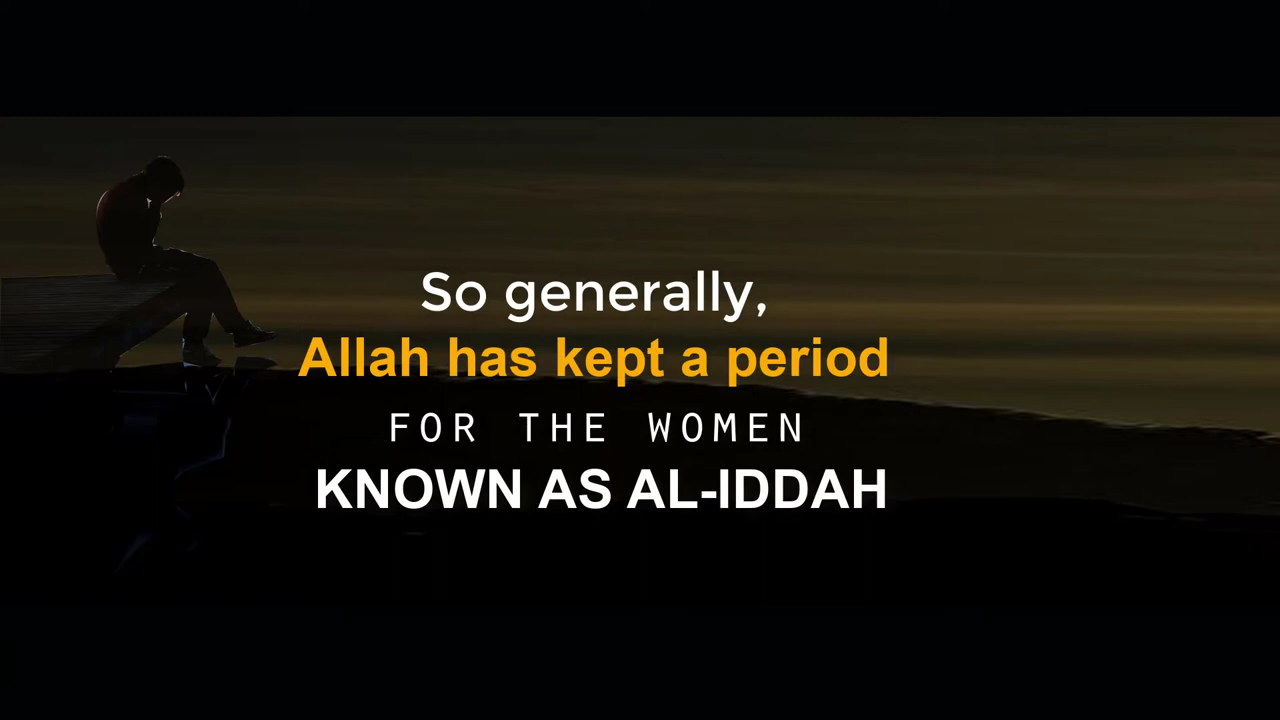 So generally,
Allah has kept a period
FOR THE WOMEN
KNOWN AS AL-IDDAH